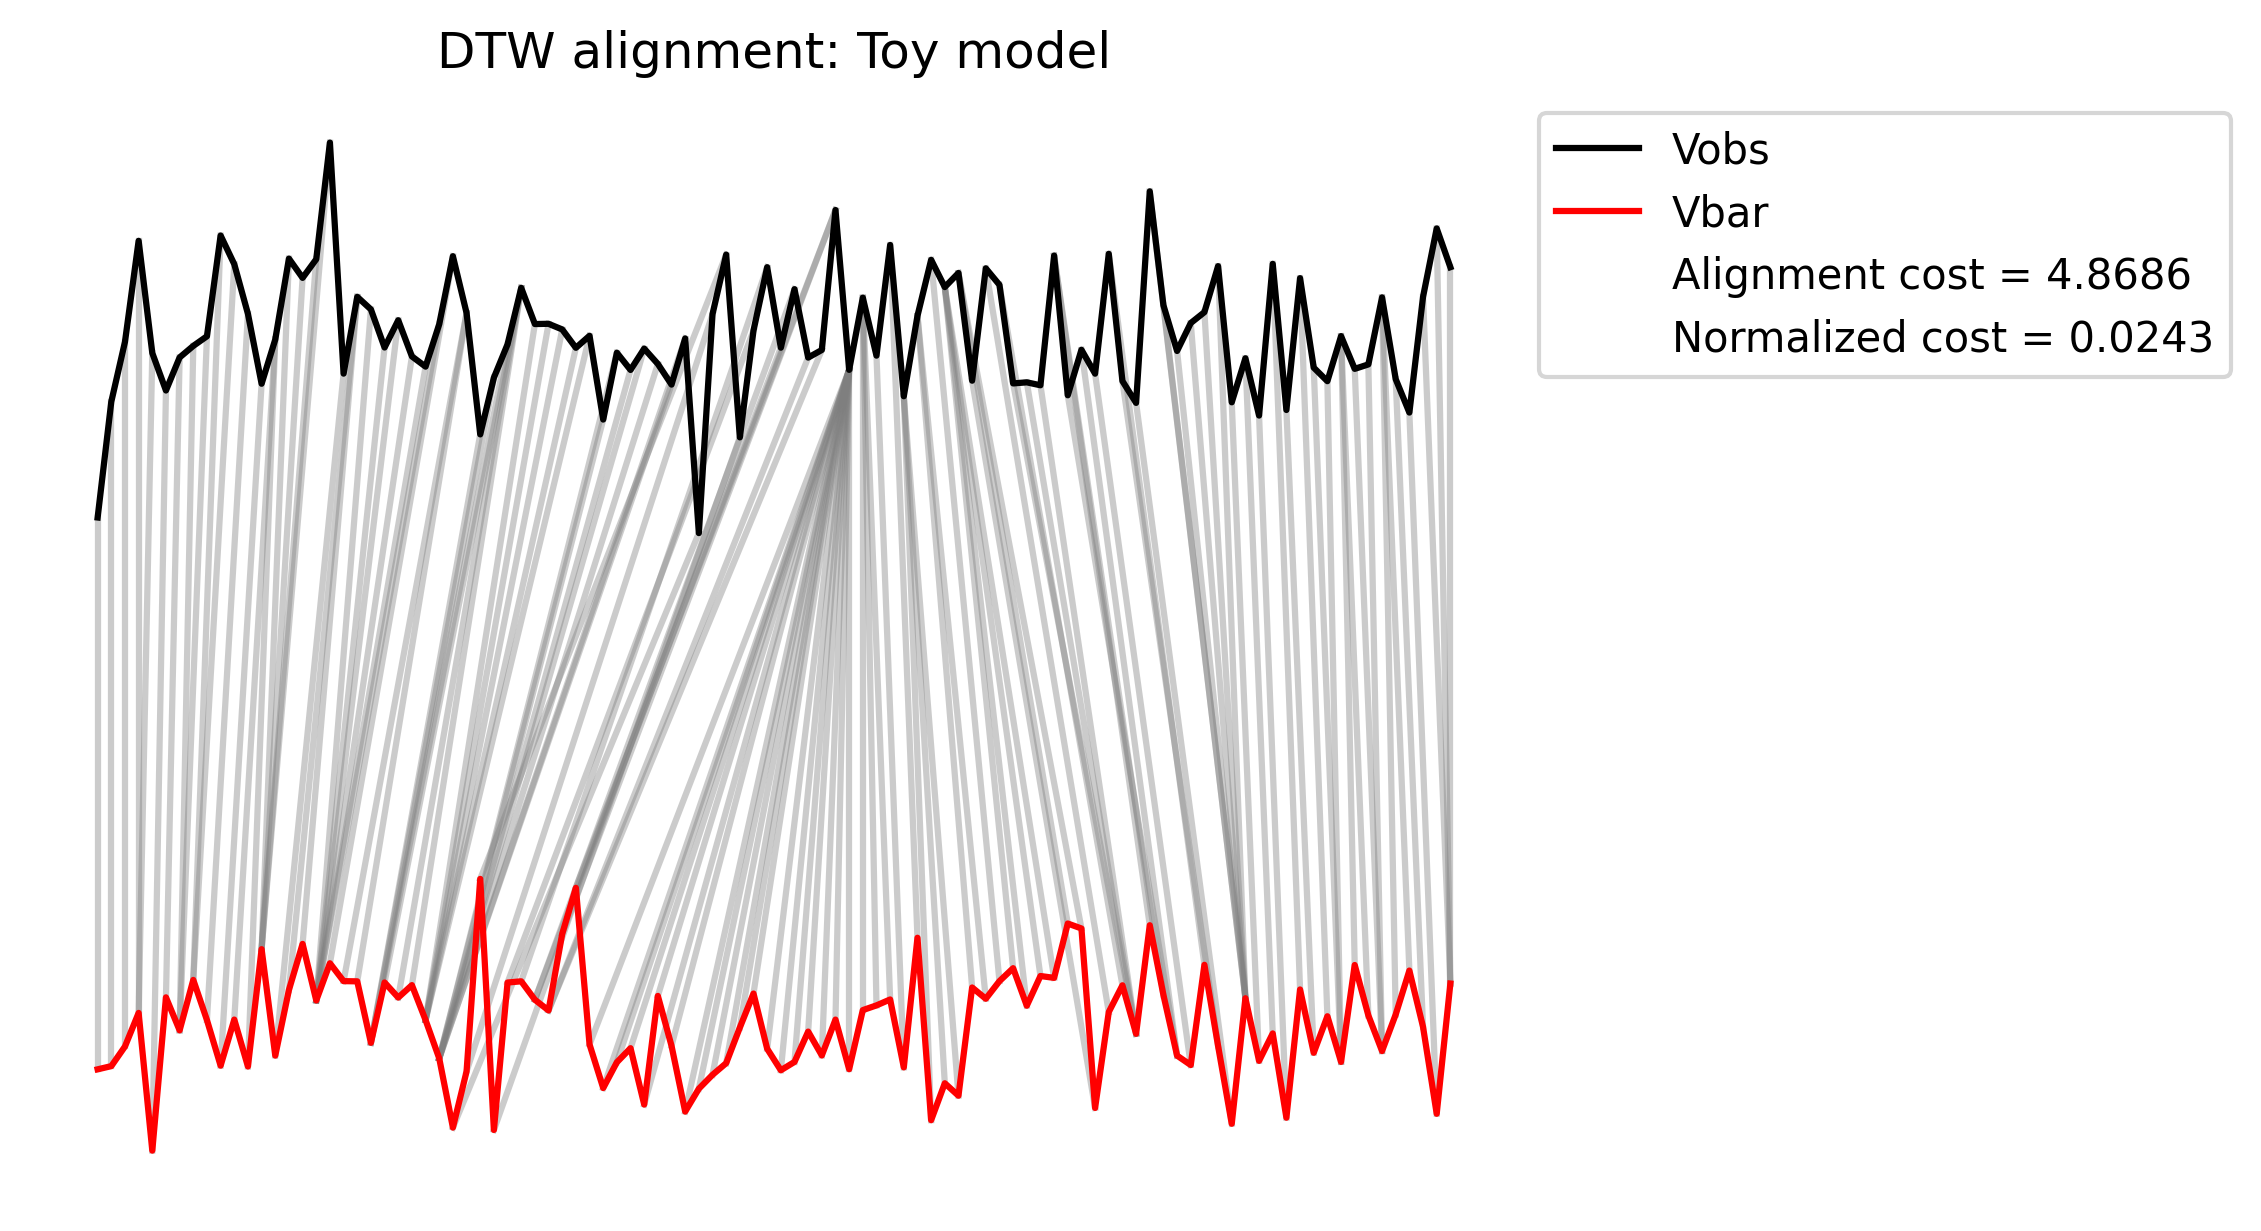 DTW alignment: Toy model
Vobs
Vbar
Alignment cost = 4.8686
Normalized cost = 0.0243